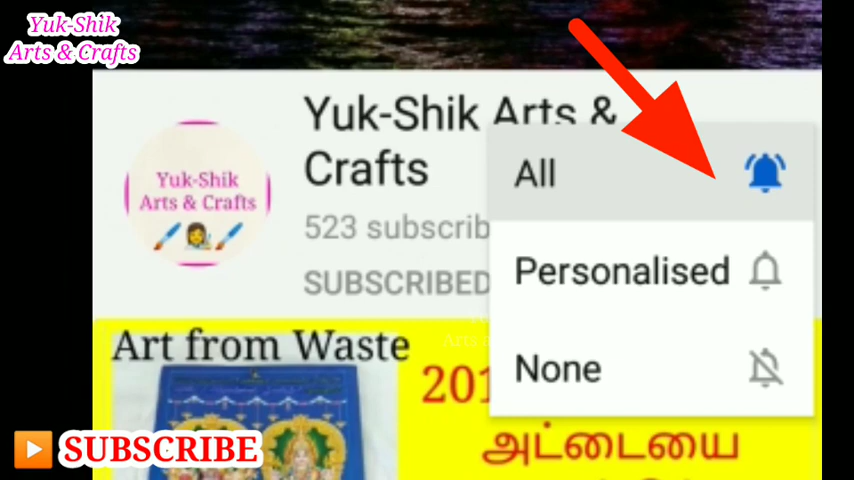 Yuk-Shik
Arts & Crafts
Yuk-Shik Arts &
Crafts
Yuk-Shik
Arts & Crafts
523 subscrib
SUBSCRIBED
All
Personalised
None
Art from Waste
201
அட்டையை
SUBSCRIBE